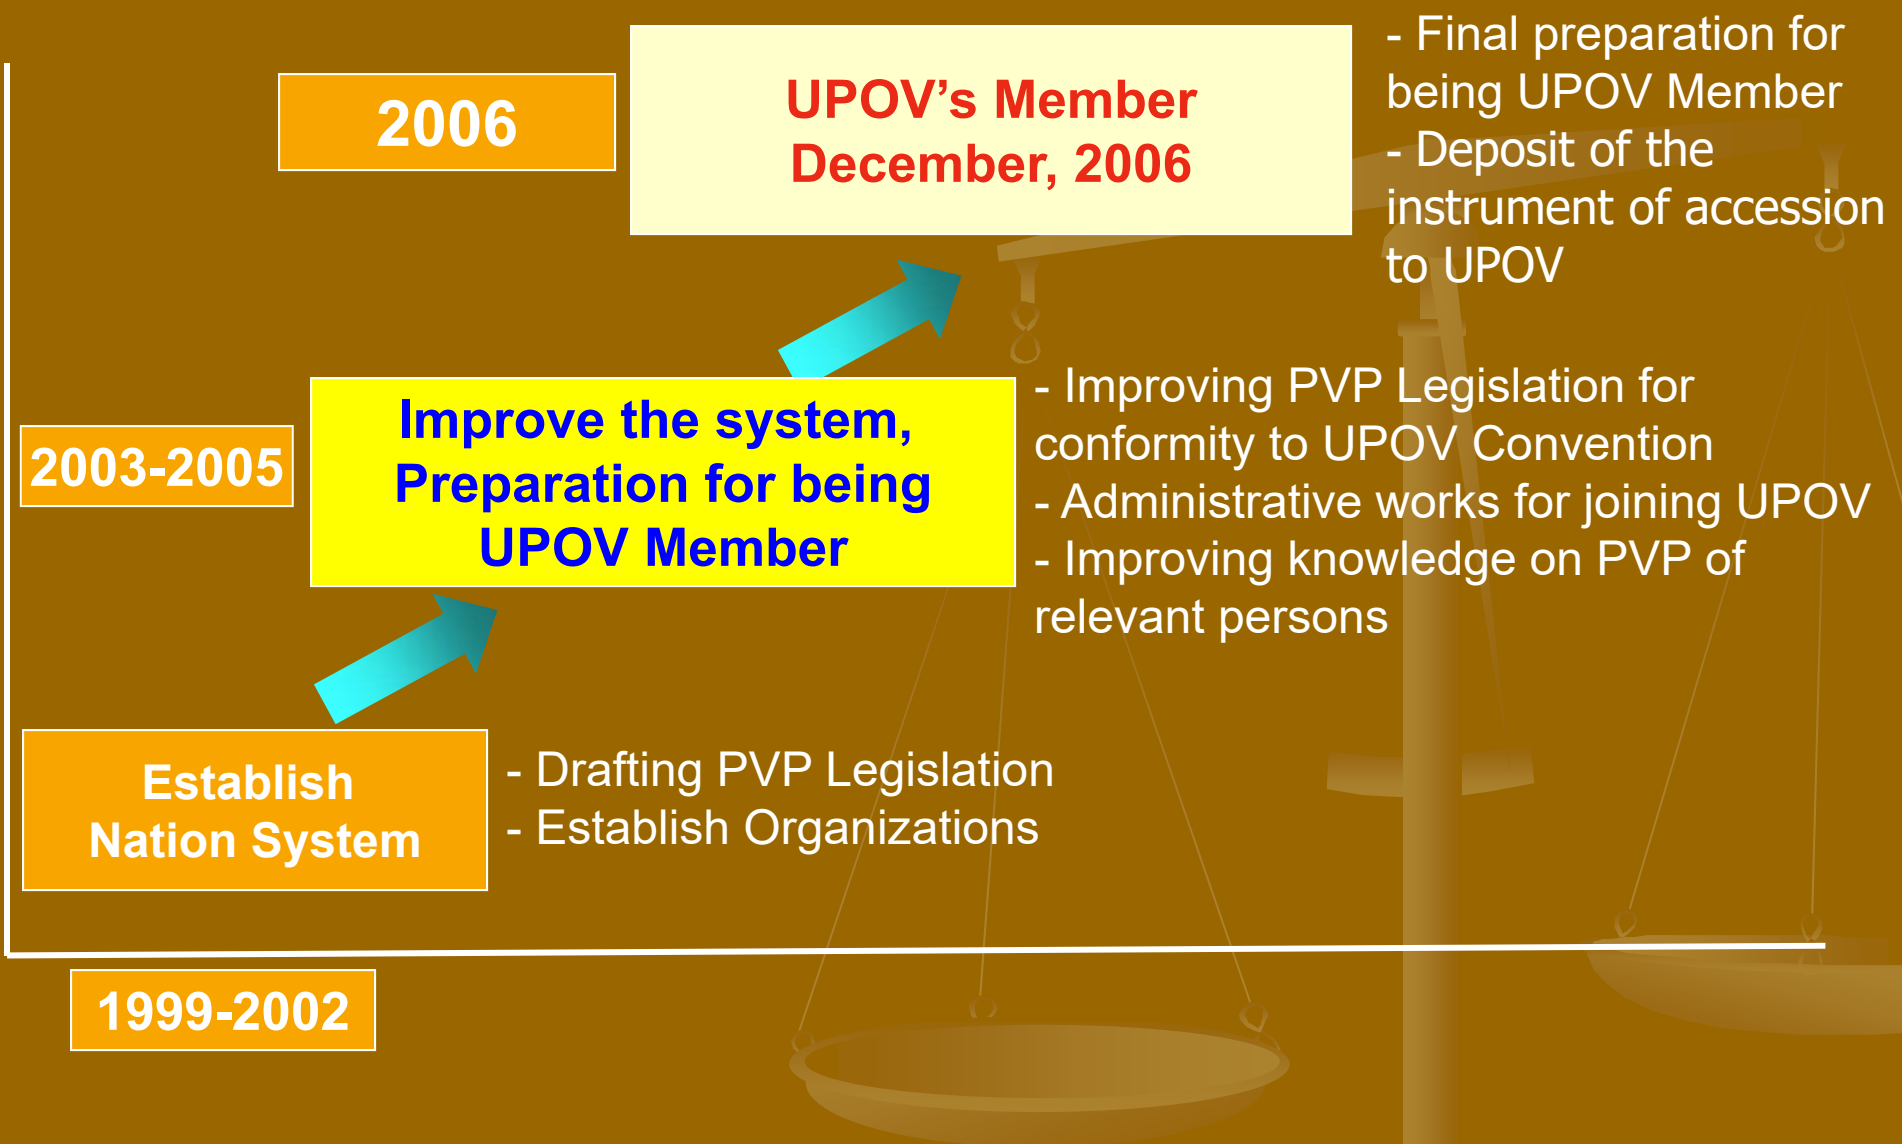 2006
UPOV’s Member
December, 2006
- Final preparation for
being UPOV Member
- Deposit of the
instrument of accession
to UPOV
2003-2005
Improve the system,
Preparation for being
UPOV Member
- Improving PVP Legislation for
conformity to UPOV Convention
- Administrative works for joining UPOV
- Improving knowledge on PVP of
relevant persons
Establish
Nation System
- Drafting PVP Legislation
- Establish Organizations
1999-2002